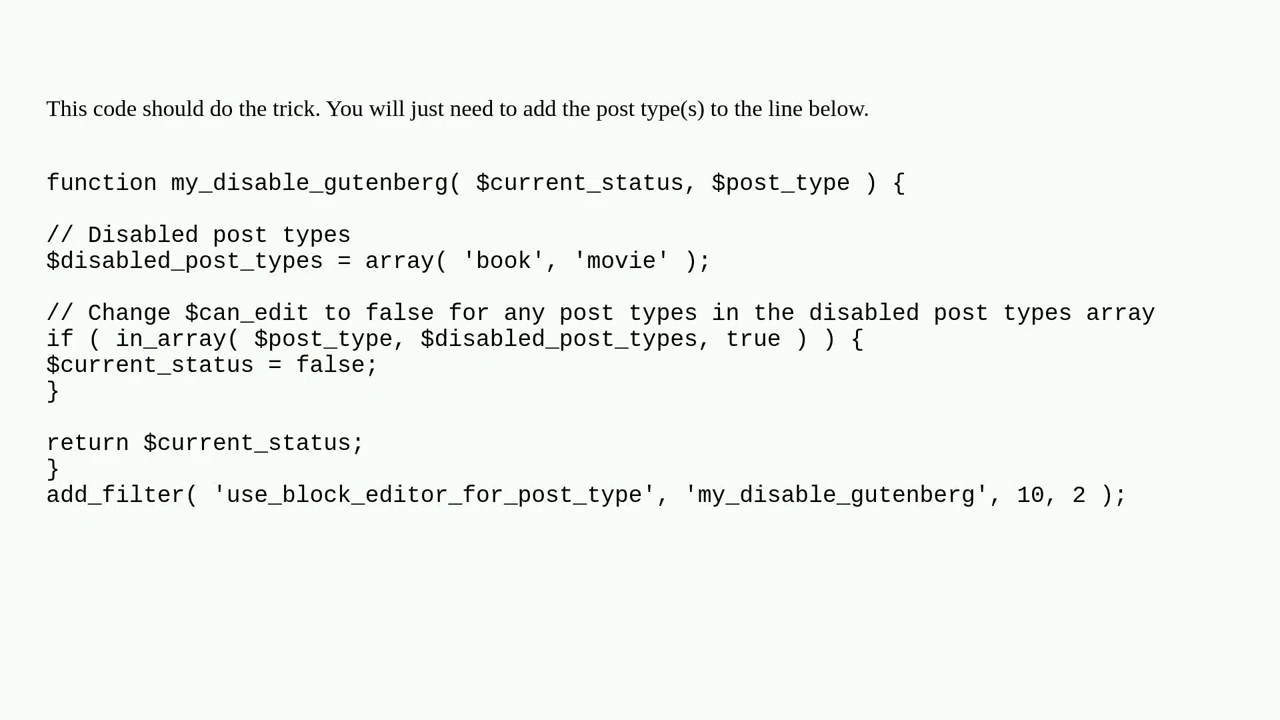 This code should do the trick. You will just need to add the post type(s) to the line below.
function my_disable_gutenberg( $current_status, $post_type ) {
// Disabled post types
$disabled_post_types = array( 'book', 'movie' );
// Change $can_edit to false for any post types in the disabled post types array
if ( in_array( $post_type, $disabled_post_types, true ) ) {
$current_status = false;
}
return $current_status;
}
add_filter( 'use_block_editor_for_post_type', 'my_disable_gutenberg', 10, 2 );